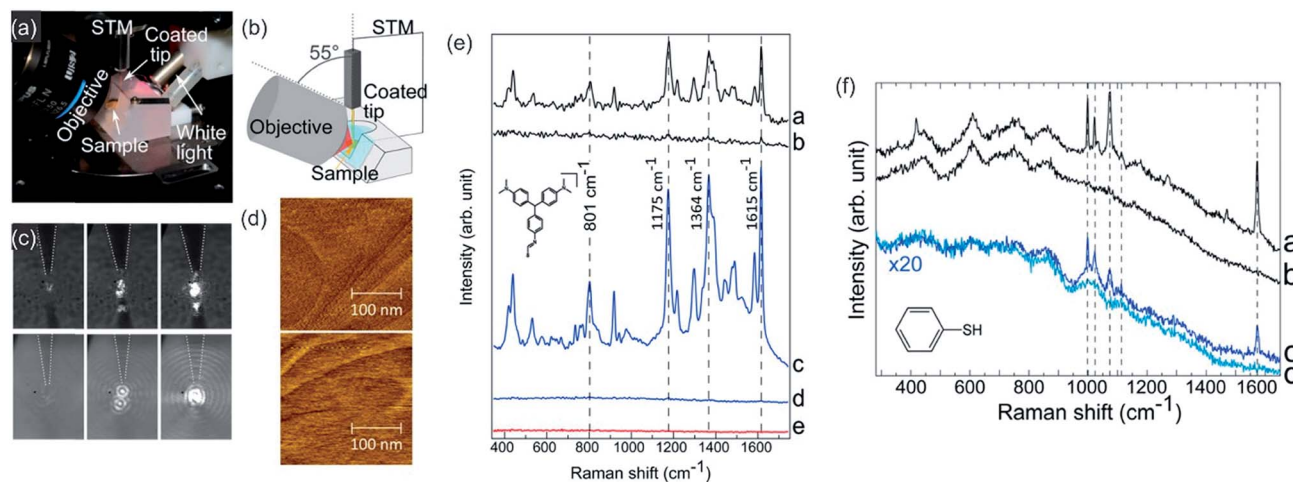 (a)
STM
Coated
tip
Objective
Sample
White
light
(b)
STM
55°
Coated
tip
Objective
Sample
(c)
(d)
100 nm
100 nm
(e)
Intensity (arb. unit)
a
b
801 cm-1
1175 cm-1
1364 cm-1
1615 cm-1
c
d
e
400 600 800 1000 1200 1400 1600
Raman shift (cm-1)
(f)
Intensity (arb. unit)
a
b
x20
SH
c
d
400 600 800 1000 1200 1400 1600
Raman shift (cm-1)